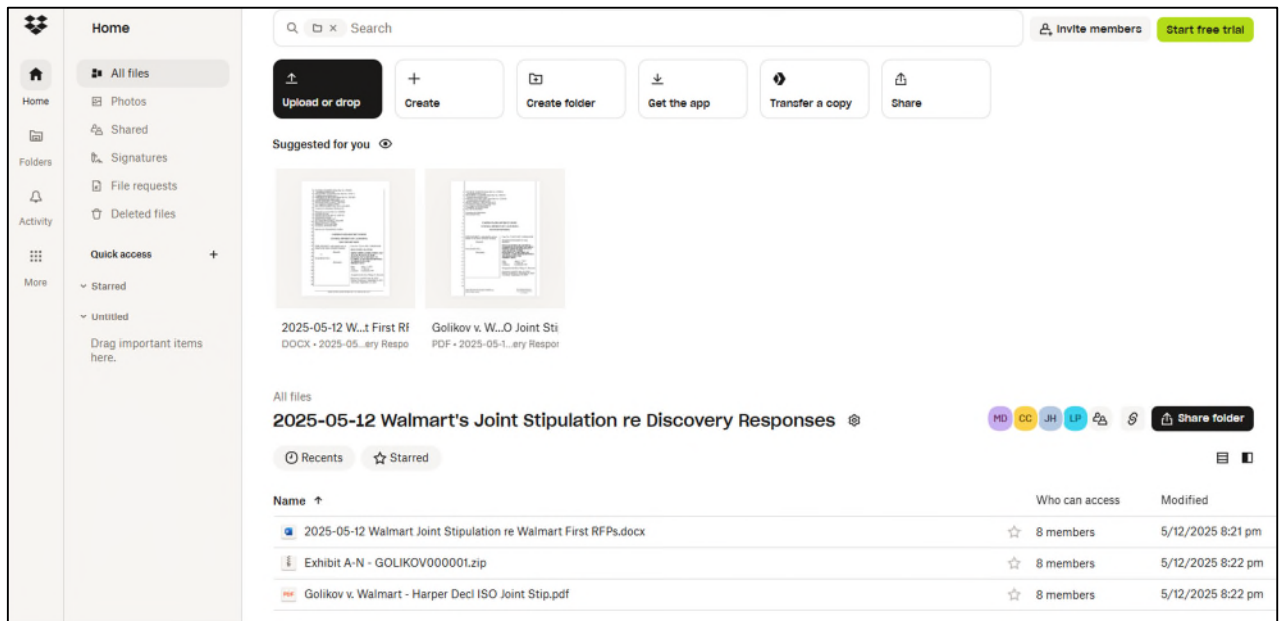 Home
Search
Invite members
Start free trial
Home
Folders
Activity
More
All files
Photos
Shared
Signatures
File requests
Deleted files
Quick access
Starred
Untitled
Drag important items
here.
Upload or drop
Create
Create folder
Get the app
Transfer a copy
Share
Suggested for you
2025-05-12 W...t First RF
DOCX • 2025-05...ery Respo
Golikov v. W...O Joint Sti
PDF • 2025-05-1...ery Respor
All files
2025-05-12 Walmart's Joint Stipulation re Discovery Responses
MD CC JH LP
Share folder
Recents
Starred
Name ↑ Who can access Modified
2025-05-12 Walmart Joint Stipulation re Walmart First RFPs.docx 8 members 5/12/2025 8:21 pm
Exhibit A-N - GOLIKOV000001.zip 8 members 5/12/2025 8:22 pm
PDF Golikov v. Walmart - Harper Decl ISO Joint Stip.pdf 8 members 5/12/2025 8:22 pm